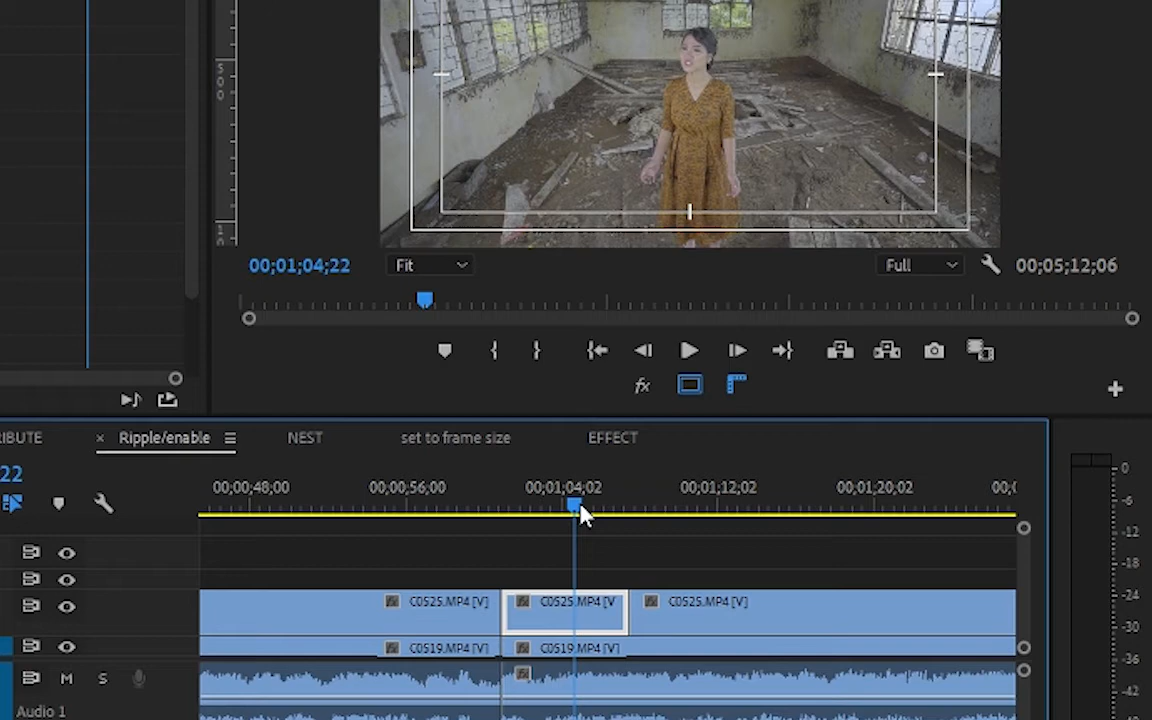 00;01;04;22
Fit
Full
00;05;12;06
fx
RIBUTE
× Ripple/enable
NEST
set to frame size
EFFECT
22
00;00;48;00
00;00;56;00
00;01;04;02
00;01;12;02
00;01;20;02
C0525.MP4 [V]
C0525.MP4 [V
C0525.MP4 [V]
C0519.MP4 [V]
C0519.MP4 [V]
M
S
Audio 1
0
-6
-12
-18
-24
-30
-36
-42